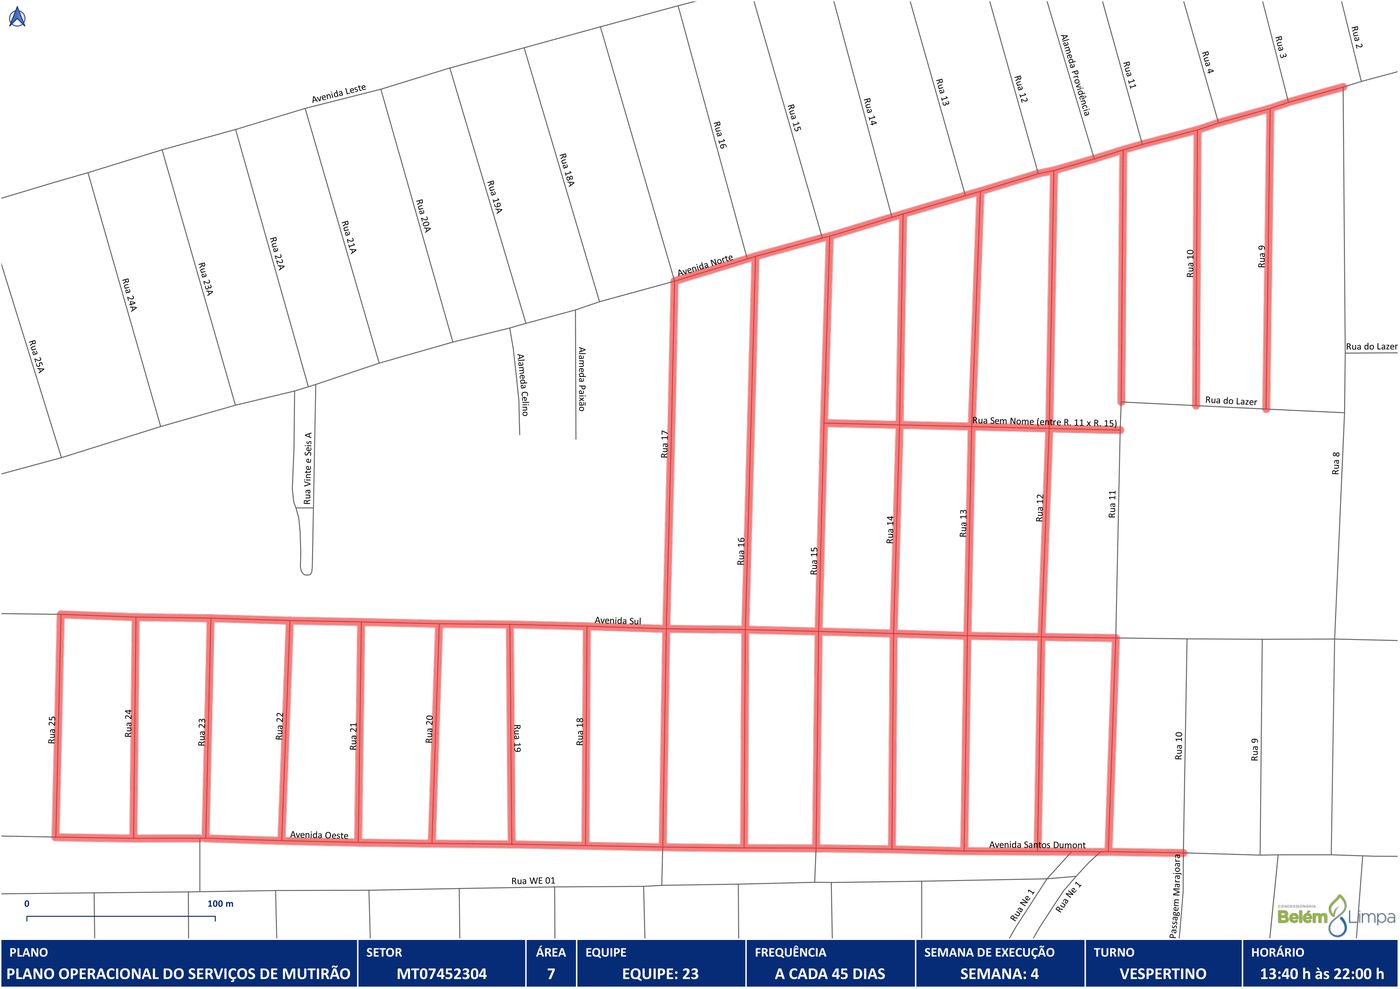 Rua 2
Rua 3
Rua 4
Rua 11
Alameda Providência
Rua 12
Rua 13
Rua 14
Rua 15
Rua 16
Avenida Leste
Rua 18A
Rua 19A
Rua 20A
Rua 21A
Rua 22A
Rua 23A
Rua 24A
Rua 25A
Avenida Norte
Rua 10
Rua 9
Rua do Lazer
Rua do Lazer
Alameda Celino
Alameda Paixão
Rua Vinte e Seis A
Rua Sem Nome (entre R. 11 x R. 15)
Rua 17
Rua 16
Rua 15
Rua 14
Rua 13
Rua 12
Rua 11
Rua 8
Avenida Sul
Rua 25
Rua 24
Rua 23
Rua 22
Rua 21
Rua 20
Rua 19
Rua 18
Rua 10
Rua 9
Avenida Oeste
Avenida Santos Dumont
Rua WE 01
Rua Ne 1
Rua Ne 1
Passagem Marajoara
0 100 m
CONCESSIONÁRIA
Belém Limpa
PLANO
PLANO OPERACIONAL DO SERVIÇOS DE MUTIRÃO
SETOR
MT07452304
ÁREA
7
EQUIPE
EQUIPE: 23
FREQUÊNCIA
A CADA 45 DIAS
SEMANA DE EXECUÇÃO
SEMANA: 4
TURNO
VESPERTINO
HORÁRIO
13:40 h às 22:00 h